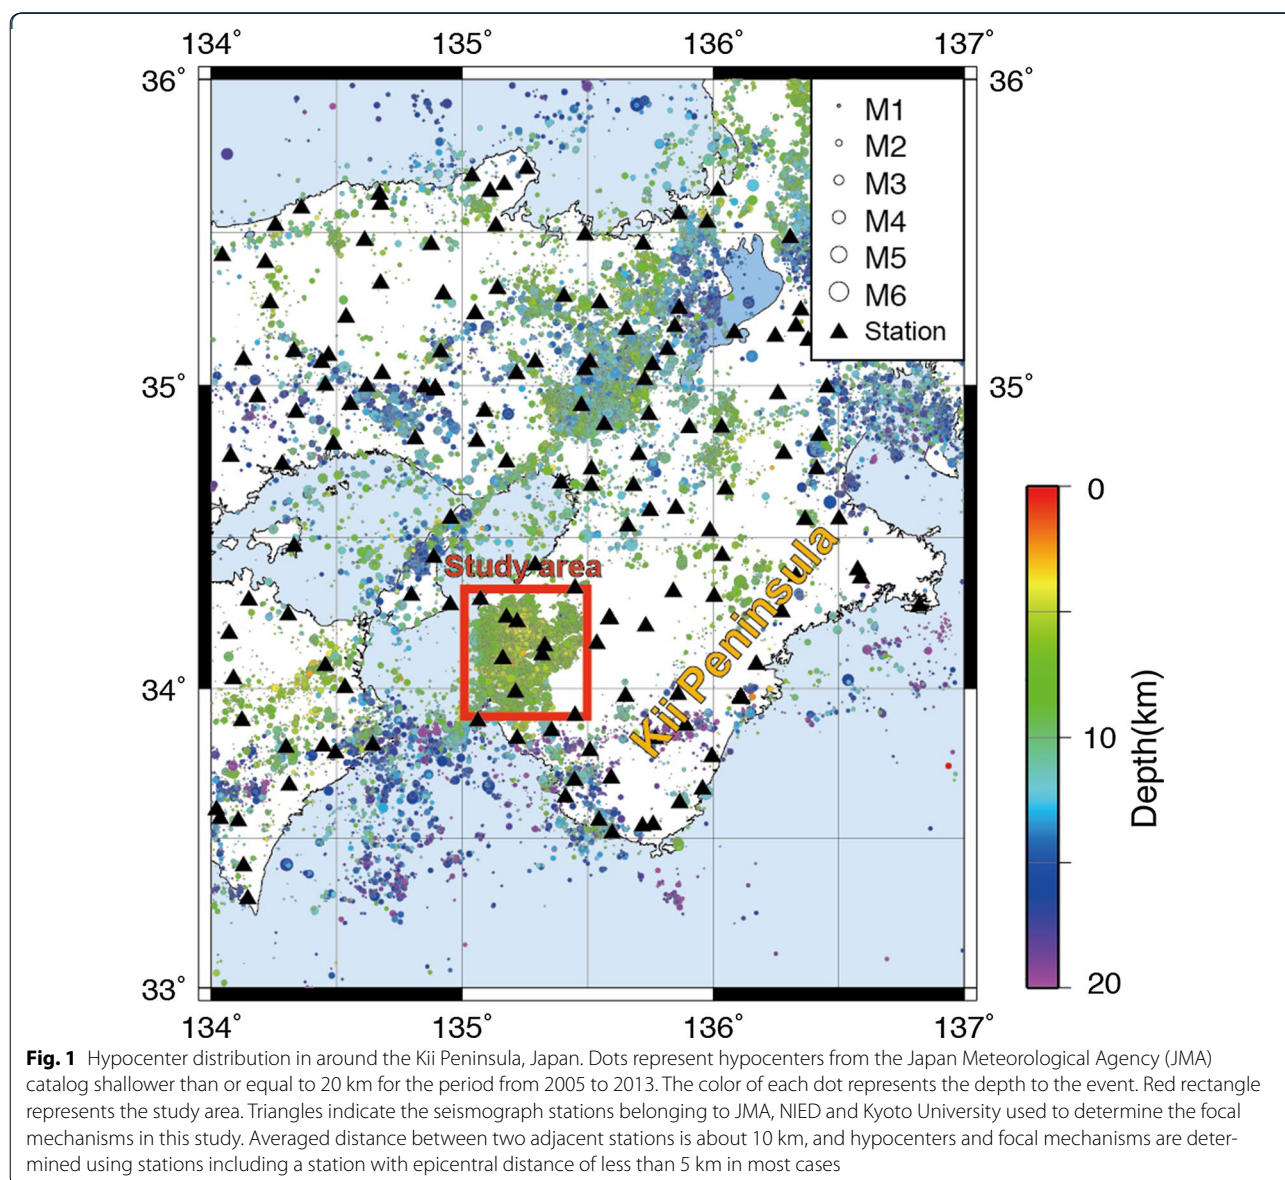 134° 135° 136° 137°
36° 36°
M1
M2
M3
M4
M5
M6
Station
35° 35°
0
Study area
Kii Peninsula
34° 34°
10
Depth(km)
33°
20
134° 135° 136° 137°
Fig. 1 Hypocenter distribution in around the Kii Peninsula, Japan. Dots represent hypocenters from the Japan Meteorological Agency (JMA)
catalog shallower than or equal to 20 km for the period from 2005 to 2013. The color of each dot represents the depth to the event. Red rectangle
represents the study area. Triangles indicate the seismograph stations belonging to JMA, NIED and Kyoto University used to determine the focal
mechanisms in this study. Averaged distance between two adjacent stations is about 10 km, and hypocenters and focal mechanisms are deter-
mined using stations including a station with epicentral distance of less than 5 km in most cases